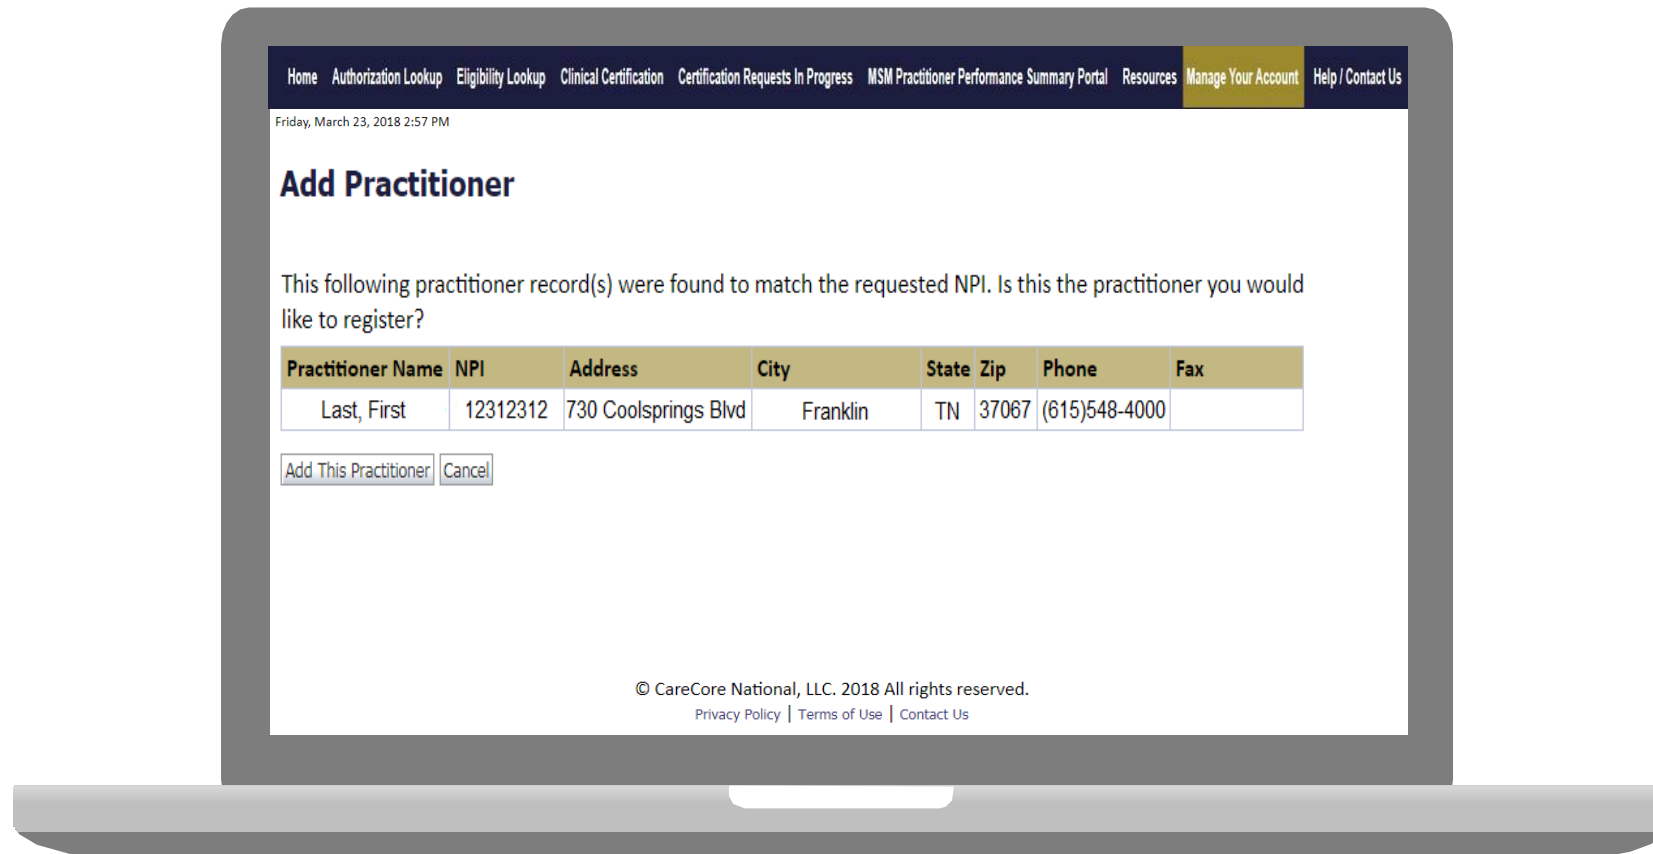 Home Authorization Lookup Eligibility Lookup Clinical Certification Certification Requests In Progress MSM Practitioner Performance Summary Portal Resources Manage Your Account Help / Contact Us
Friday, March 23, 2018 2:57 PM
Add Practitioner
This following practitioner record(s) were found to match the requested NPI. Is this the practitioner you would
like to register?
Practitioner Name NPI Address City State Zip Phone Fax
Last, First 12312312 730 Coolsprings Blvd Franklin TN 37067 (615)548-4000
Add This Practitioner Cancel
© CareCore National, LLC. 2018 All rights reserved.
Privacy Policy | Terms of Use | Contact Us